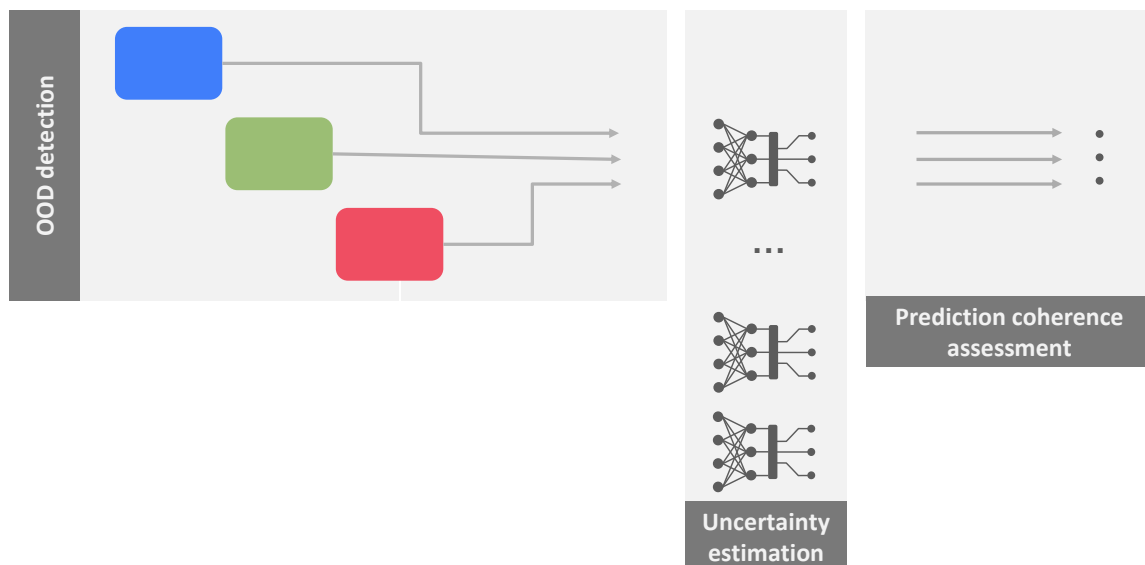 OOD detection
...
Prediction coherence
assessment
Uncertainty
estimation